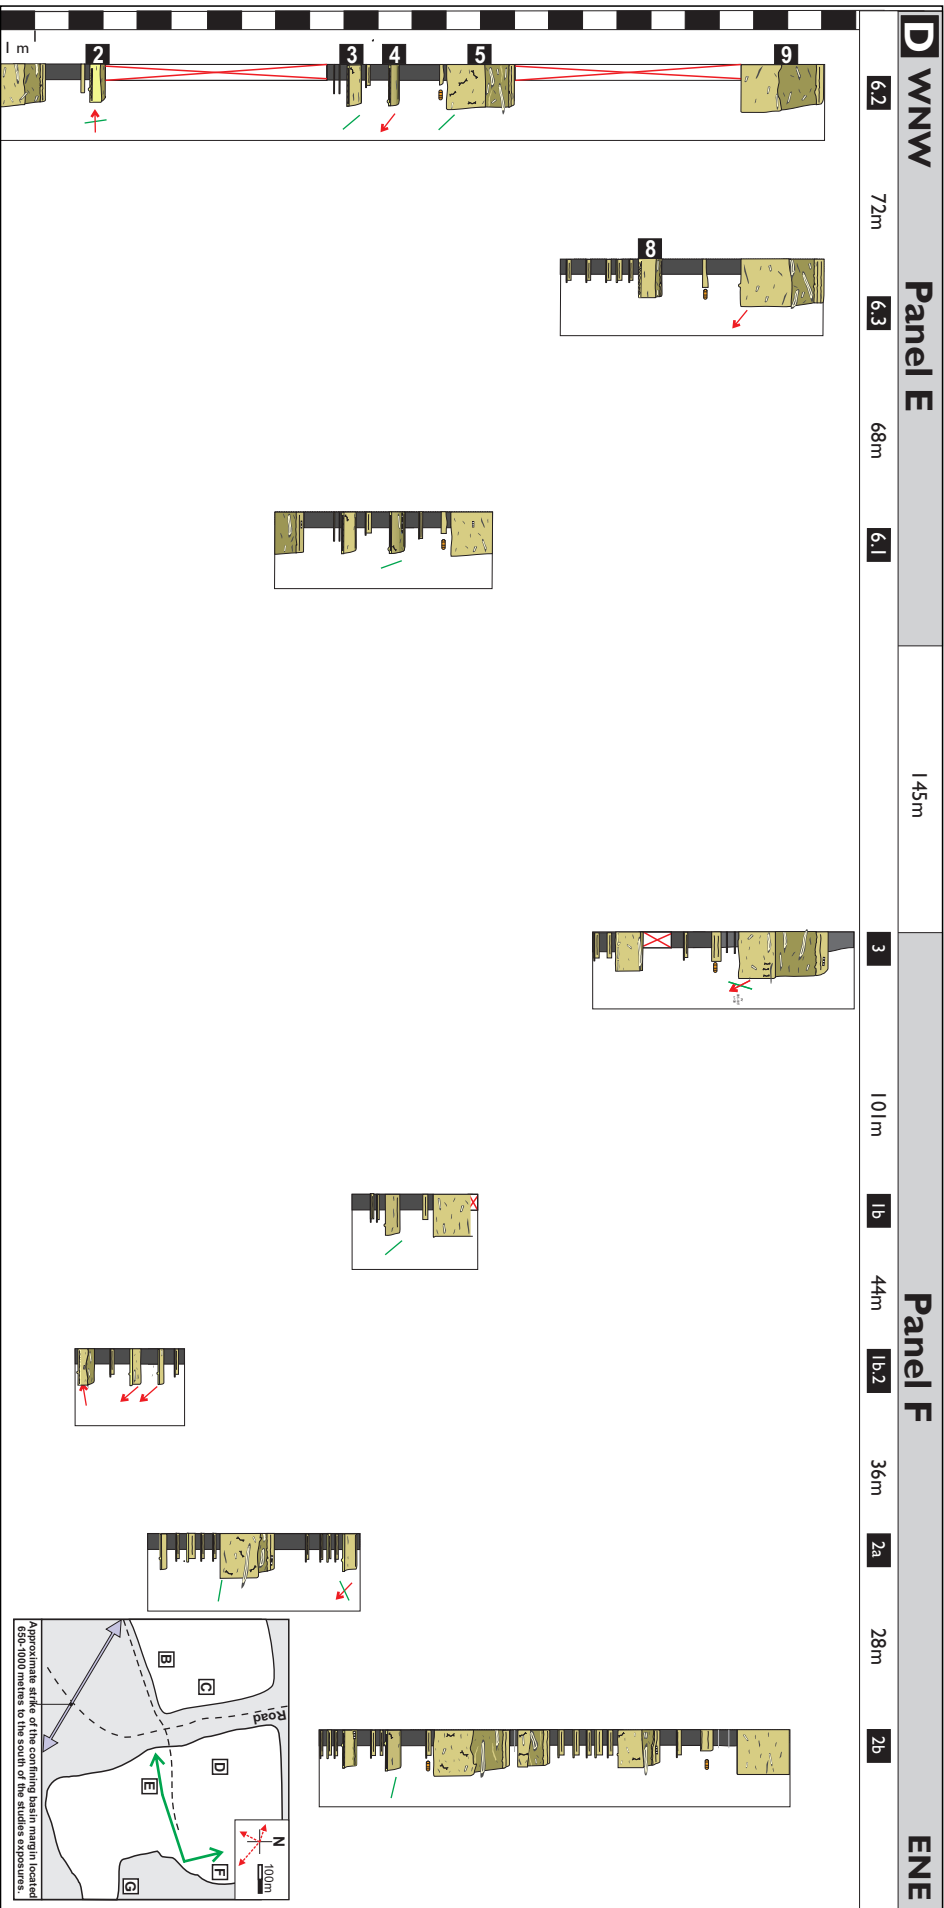 D WNW
Panel E
145m
Panel F
ENE
6.2
72m
6.3
68m
6.1
3
101m
1b
44m
1b.2
36m
2a
28m
2b
1 m
2
3
4
5
9
8
B
C
Road
D
E
F
G
N
100m
Approximate strike of the confining basin margin located
650-1000 metres to the south of the studies exposures.